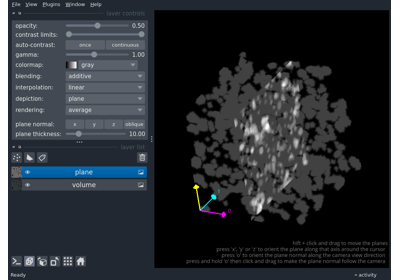 File View Plugins Window Help
layer controls
opacity: 0.50
contrast limits:
auto-contrast: once continuous
gamma: 1.00
colormap: gray
blending: additive
interpolation: linear
depiction: plane
rendering: average
plane normal: x y z oblique
plane thickness: 10.00
layer list
plane
volume
hift + click and drag to move the planes
press 'x', 'y' or 'z' to orient the plane along that axis around the cursor
press 'o' to orient the plane normal along the camera view direction
press and hold 'o' then click and drag to make the plane normal follow the camera
Ready
activity